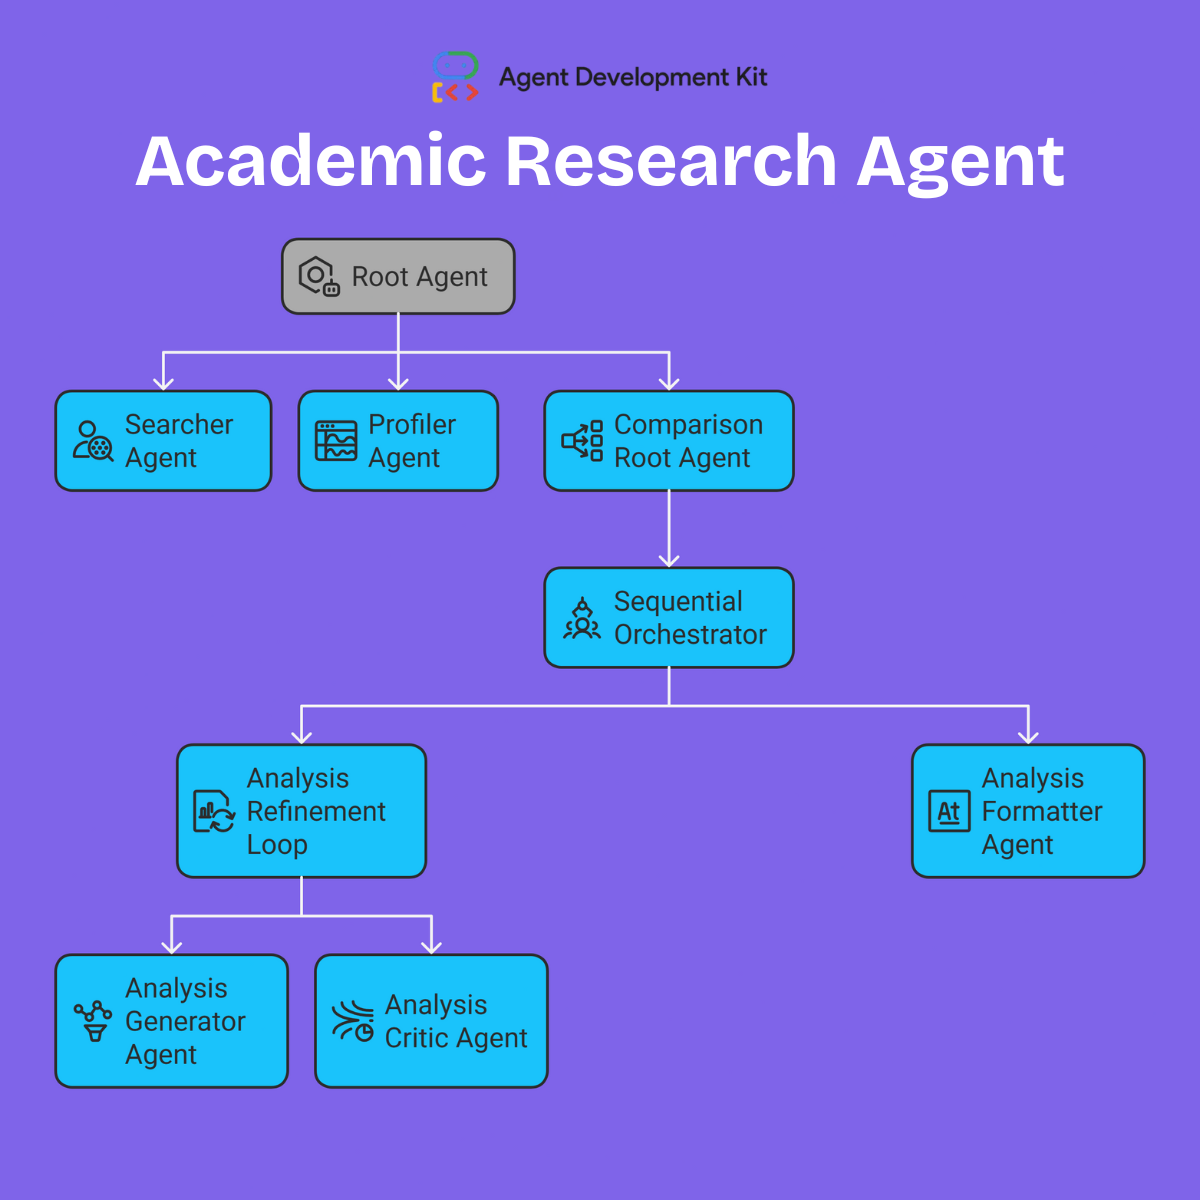 Agent Development Kit
Academic Research Agent
Root Agent
Searcher
Agent
Profiler
Agent
Comparison
Root Agent
Sequential
Orchestrator
Analysis
Refinement
Loop
At
Analysis
Formatter
Agent
Analysis
Generator
Agent
Analysis
Critic Agent